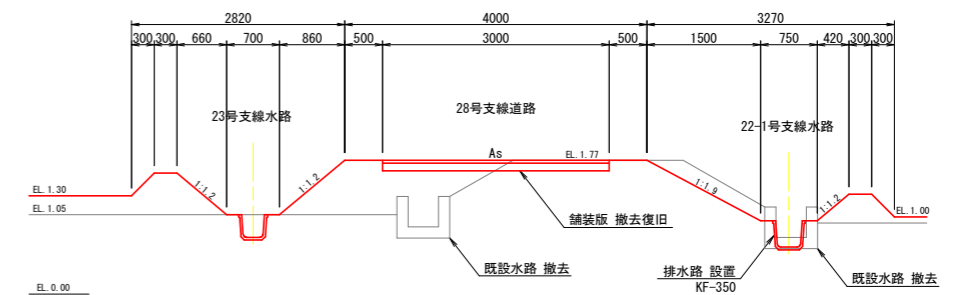 2820 4000 3270
300 300 660 700 860 500 3000 500 1500 750 420 300 300
23号支線水路
28号支線道路
22-1号支線水路
As
EL. 1.77
EL. 1.30
1:1.2
1:1.2
1:1.9
1:1.2
EL. 1.05
EL. 1.00
舗装版 撤去復旧
既設水路 撤去
排水路 設置
KF-350
既設水路 撤去
EL. 0.00